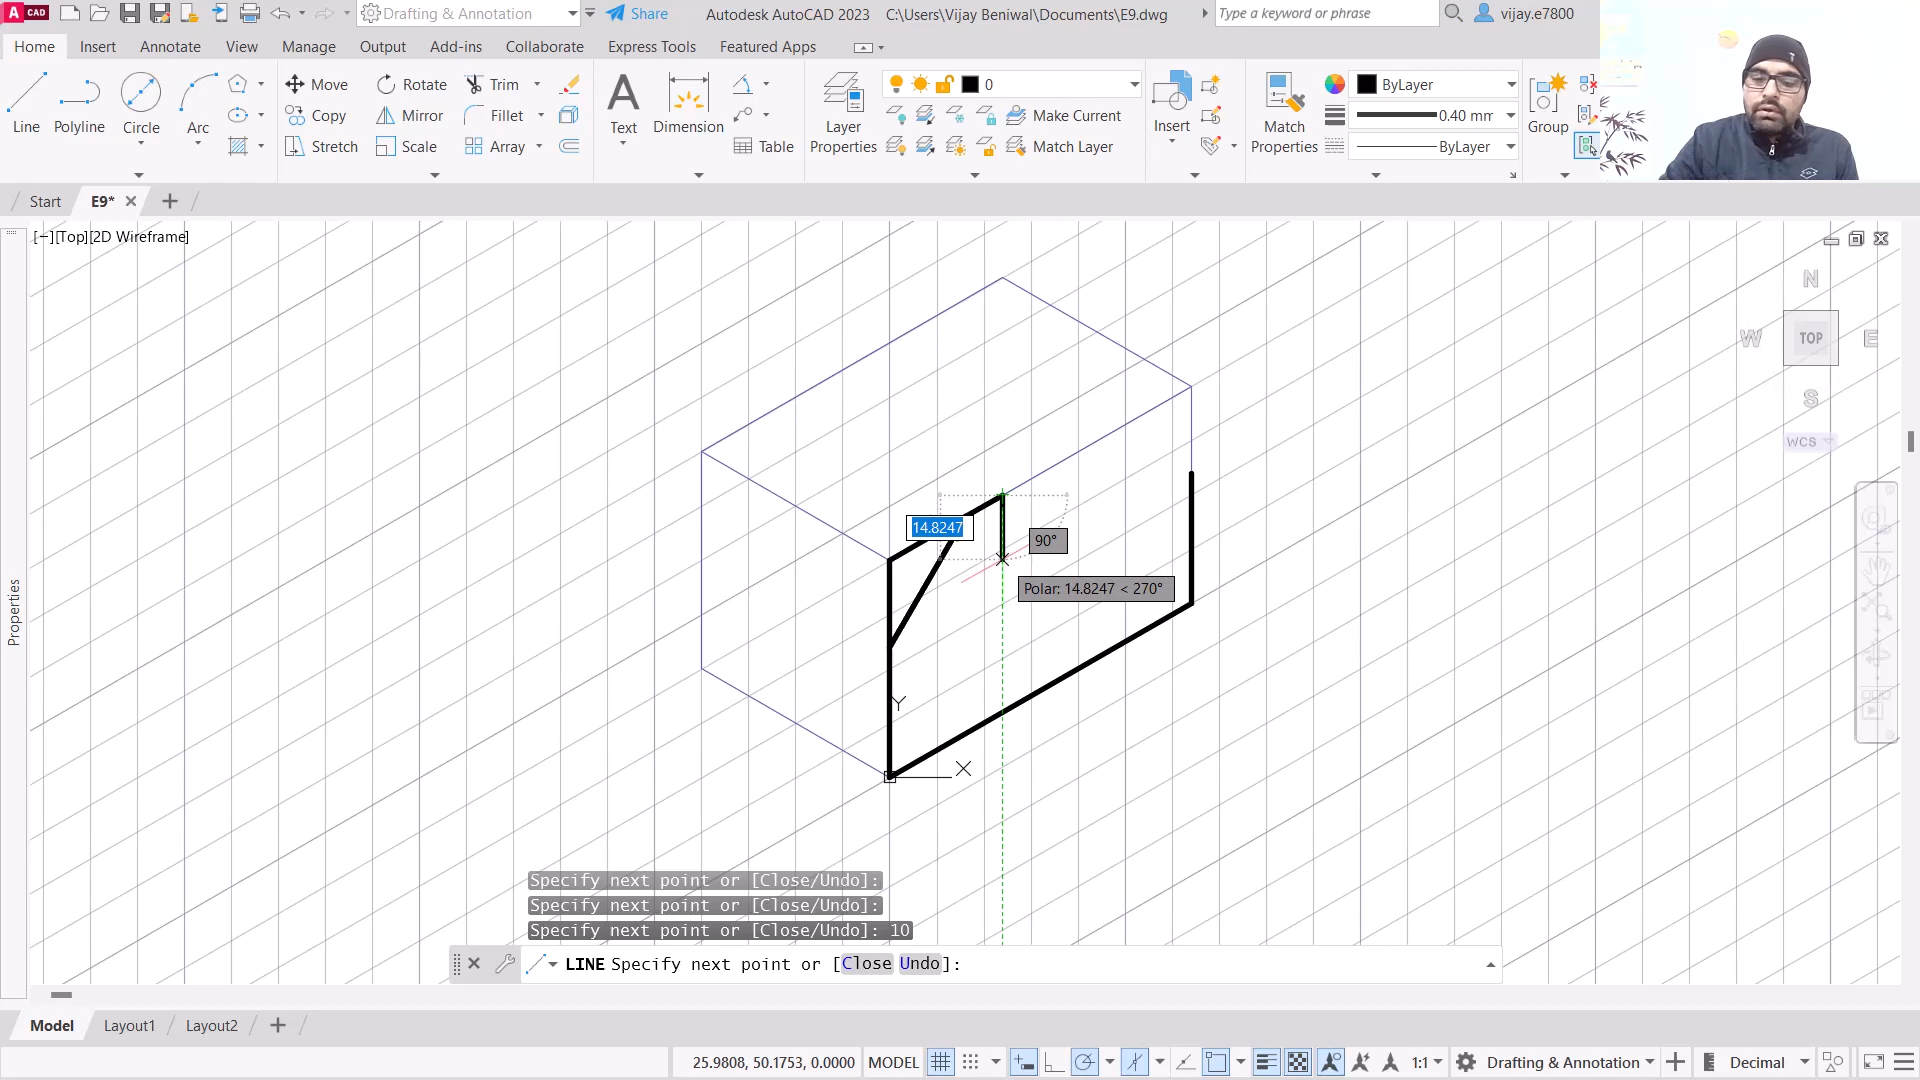 A CAD
Drafting & Annotation
Share
Autodesk AutoCAD 2023 C:\Users\Vijay Beniwal\Documents\E9.dwg
Type a keyword or phrase
vijay.e7800
Home Insert Annotate View Manage Output Add-ins Collaborate Express Tools Featured Apps
Line Polyline Circle Arc
Move Rotate Trim
Copy Mirror Fillet
Stretch Scale Array
Text Dimension
Table
Layer Properties
0
Make Current
Match Layer
Insert
Match Properties
ByLayer
0.40 mm
ByLayer
Group
Start E9*
[−][Top][2D Wireframe]
N
W TOP E
S
WCS
Properties
14.8247
90°
Polar: 14.8247 < 270°
Y
X
Specify next point or [Close/Undo]:
Specify next point or [Close/Undo]:
Specify next point or [Close/Undo]: 10
LINE Specify next point or [Close Undo]:
Model Layout1 Layout2
25.9808, 50.1753, 0.0000 MODEL 1:1 Drafting & Annotation Decimal